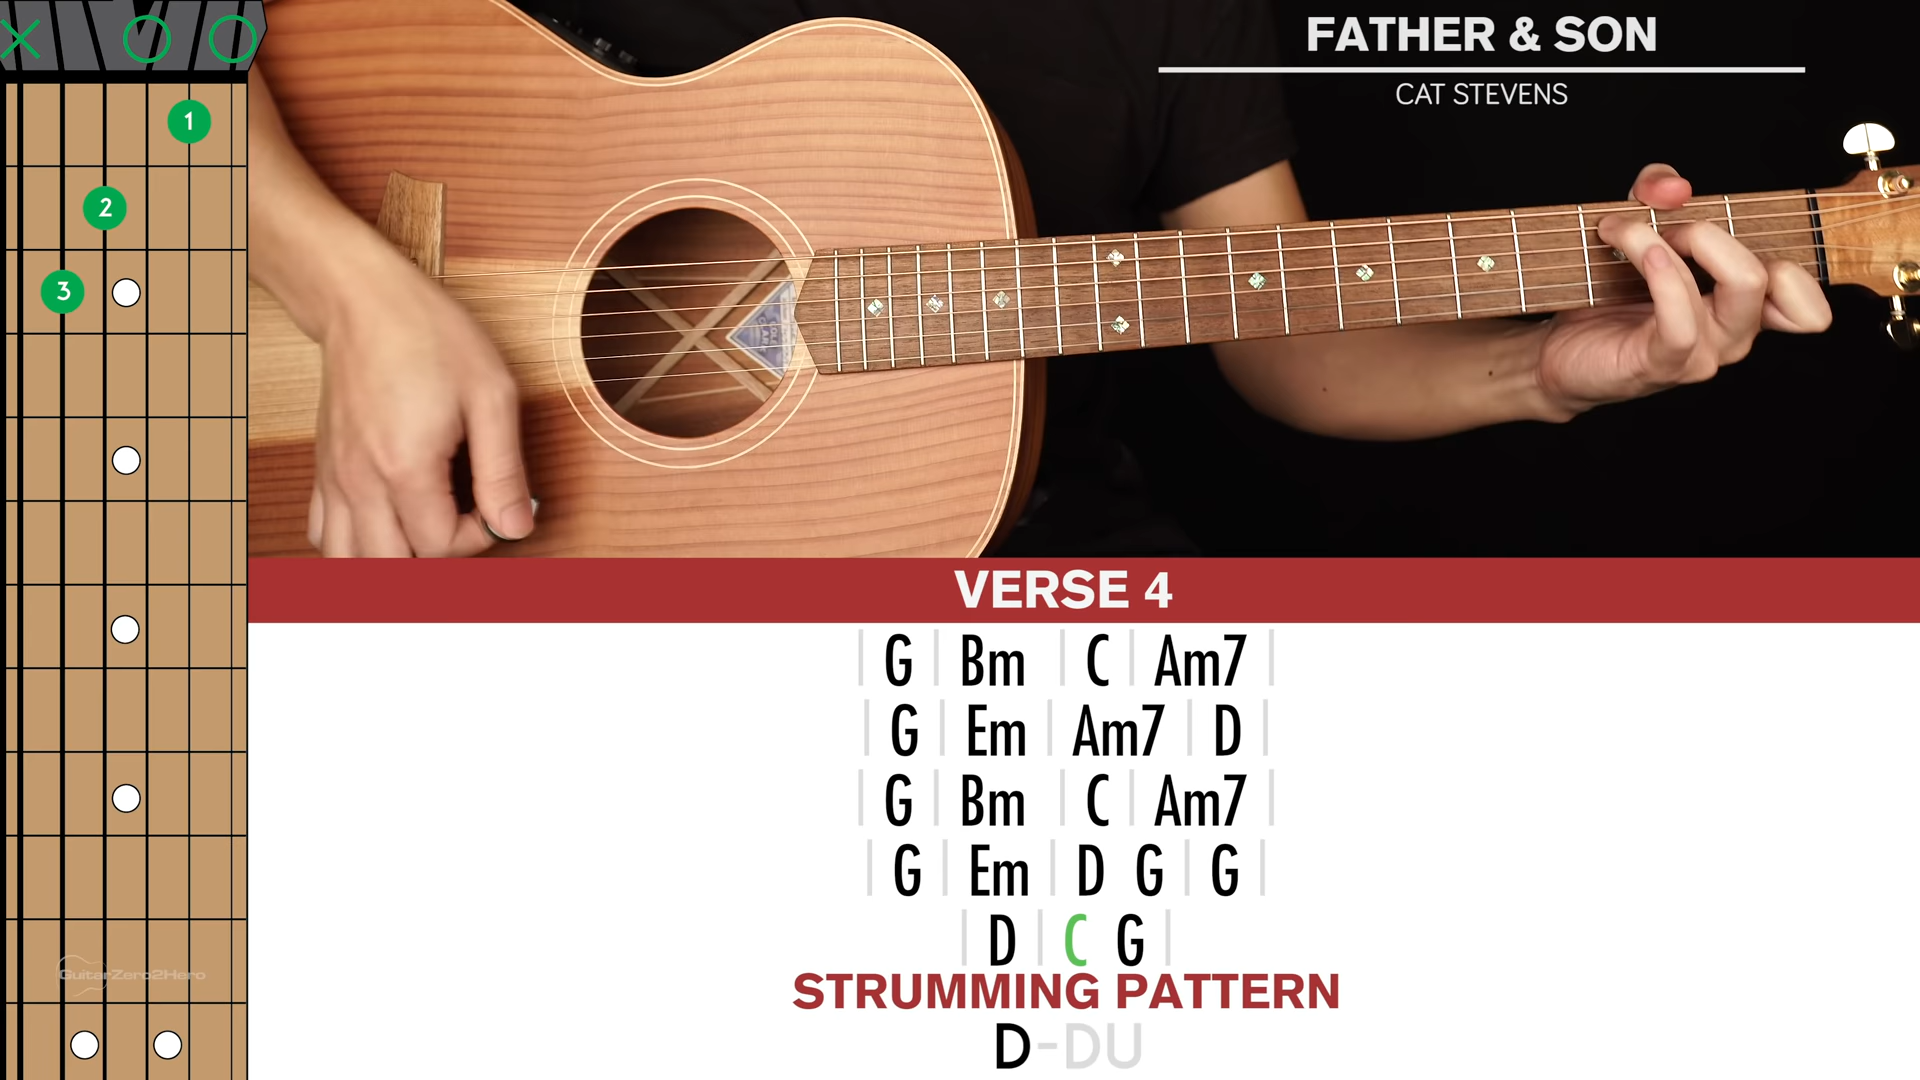 FATHER & SON
CAT STEVENS
1
2
3
VERSE 4
| G | Bm | C | Am7 |
| G | Em | Am7 | D |
| G | Bm | C | Am7 |
| G | Em | D G | G |
| D | C G |
STRUMMING PATTERN
D-DU
GuitarZero2Hero